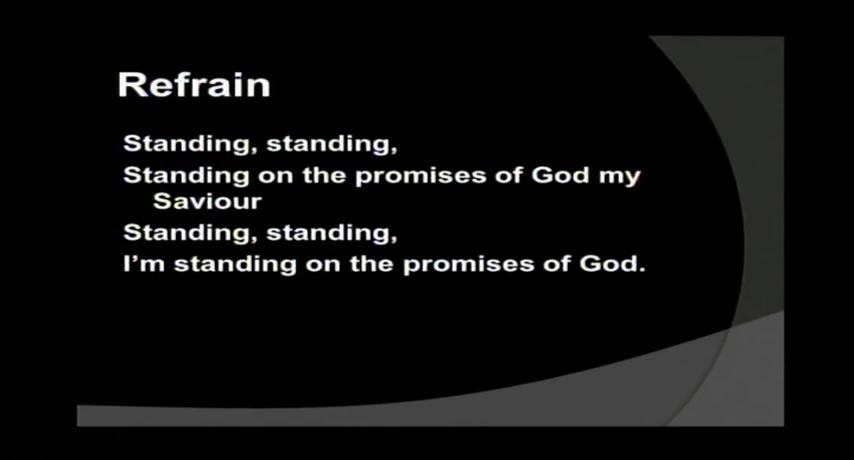 Refrain
Standing, standing,
Standing on the promises of God my
Saviour
Standing, standing,
I’m standing on the promises of God.